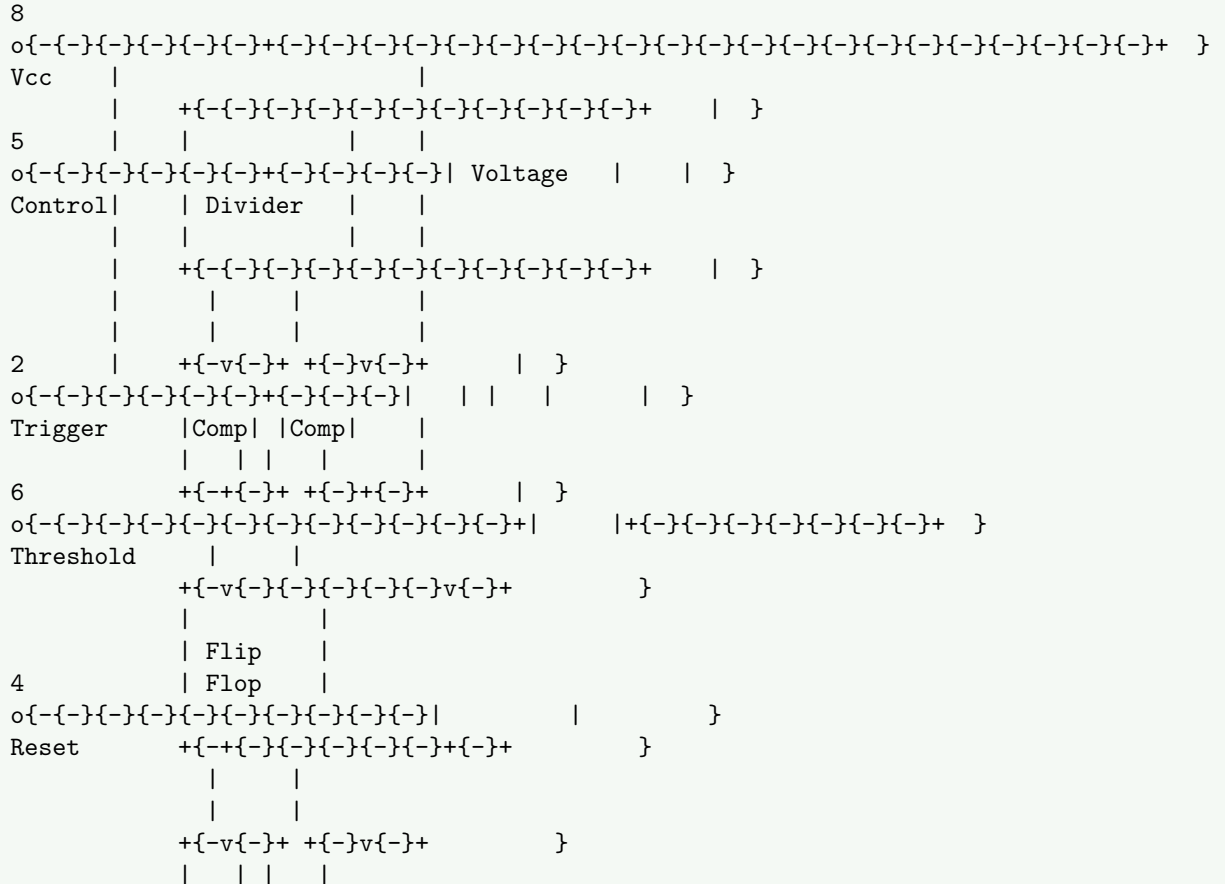 8
o{-{-}{-}{-}{-}{-}+{-}{-}{-}{-}{-}{-}{-}{-}{-}{-}{-}{-}{-}{-}{-}{-}{-}{-}{-}{-}{-}+  }
Vcc      |                     |
       |    +{-{-}{-}{-}{-}{-}{-}{-}{-}{-}{-}+    |  }
5      |    |           |    |
o{-{-}{-}{-}{-}{-}+{-}{-}{-}{-}| Voltage   |    |  }
Control|    | Divider   |    |
       |    |           |    |
       |    +{-{-}{-}{-}{-}{-}{-}{-}{-}{-}{-}+    |  }
       |      |     |        |
       |      |     |        |
2      |    +{-v{-}+ +{-}v{-}+      |  }
o{-{-}{-}{-}{-}{-}+{-}{-}{-}|   | |   |      |  }
Trigger     |Comp| |Comp|    |
            |   | |   |      |
6           +{-+{-}+ +{-}+{-}+      |  }
o{-{-}{-}{-}{-}{-}{-}{-}{-}{-}{-}{-}+|     |+{-}{-}{-}{-}{-}{-}{-}+  }
Threshold     |     |
            +{-v{-}{-}{-}{-}{-}v{-}+         }
            |         |
            | Flip    |
4           | Flop    |
o{-{-}{-}{-}{-}{-}{-}{-}{-}{-}|         |         }
Reset       +{-+{-}{-}{-}{-}{-}+{-}+         }
              |     |
              |     |
            +{-v{-}+ +{-}v{-}+         }
            |   | |   |